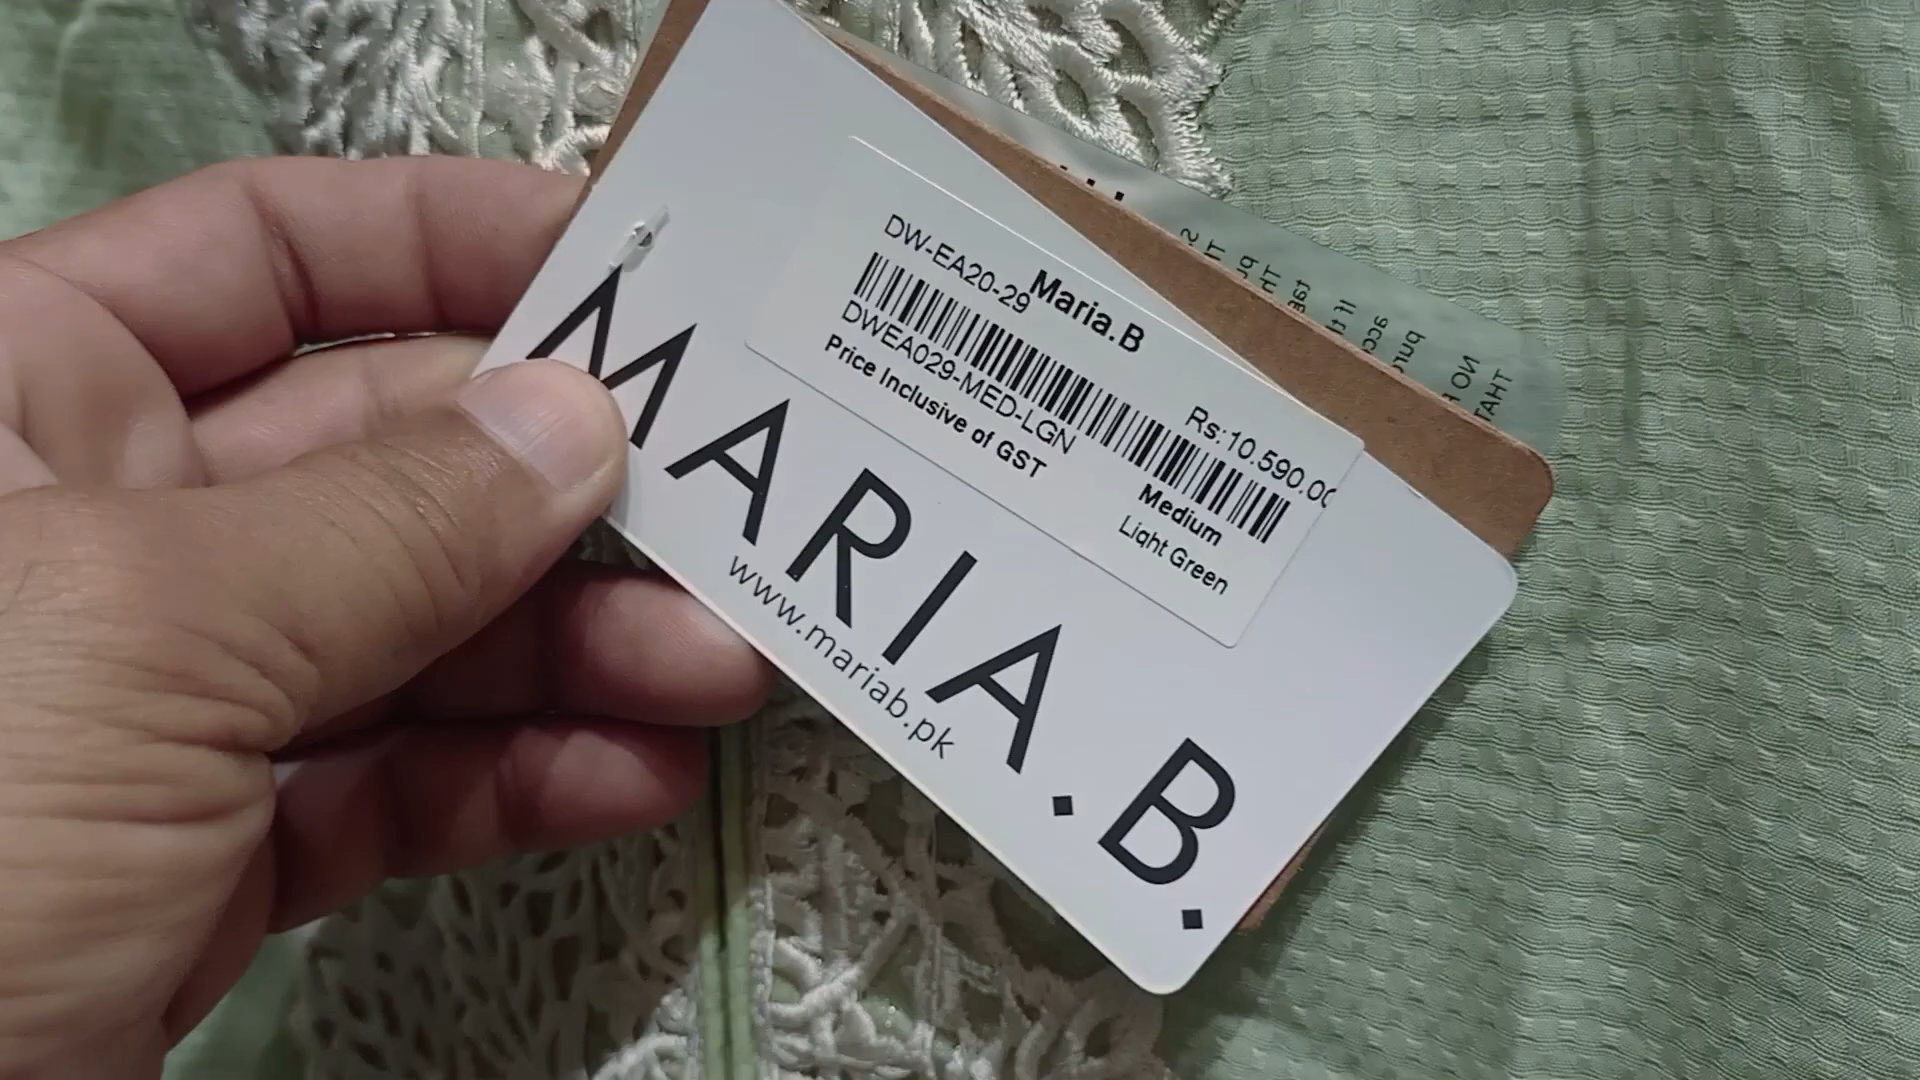 Maria.B
DW-EA20-29
Rs:10.590.00
DWEA029-MED-LGN
Medium
Price Inclusive of GST
Light Green
MARIA.B.
www.mariab.pk